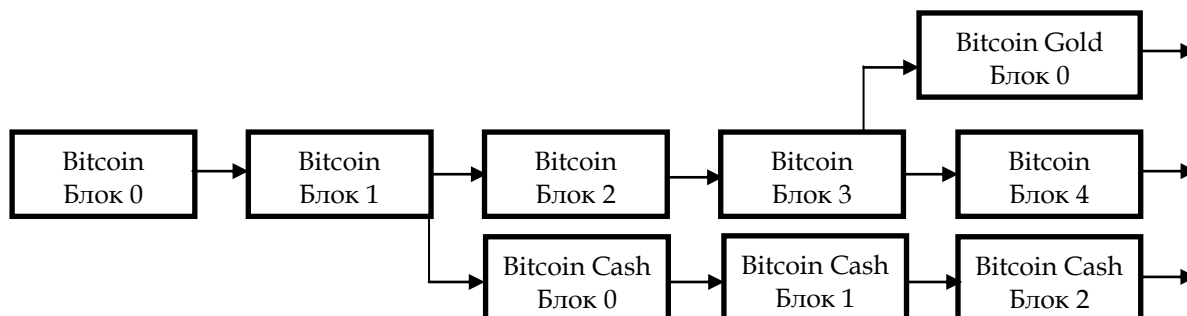 Bitcoin Gold
Блок 0
Bitcoin
Блок 0
Bitcoin
Блок 1
Bitcoin
Блок 2
Bitcoin
Блок 3
Bitcoin
Блок 4
Bitcoin Cash
Блок 0
Bitcoin Cash
Блок 1
Bitcoin Cash
Блок 2